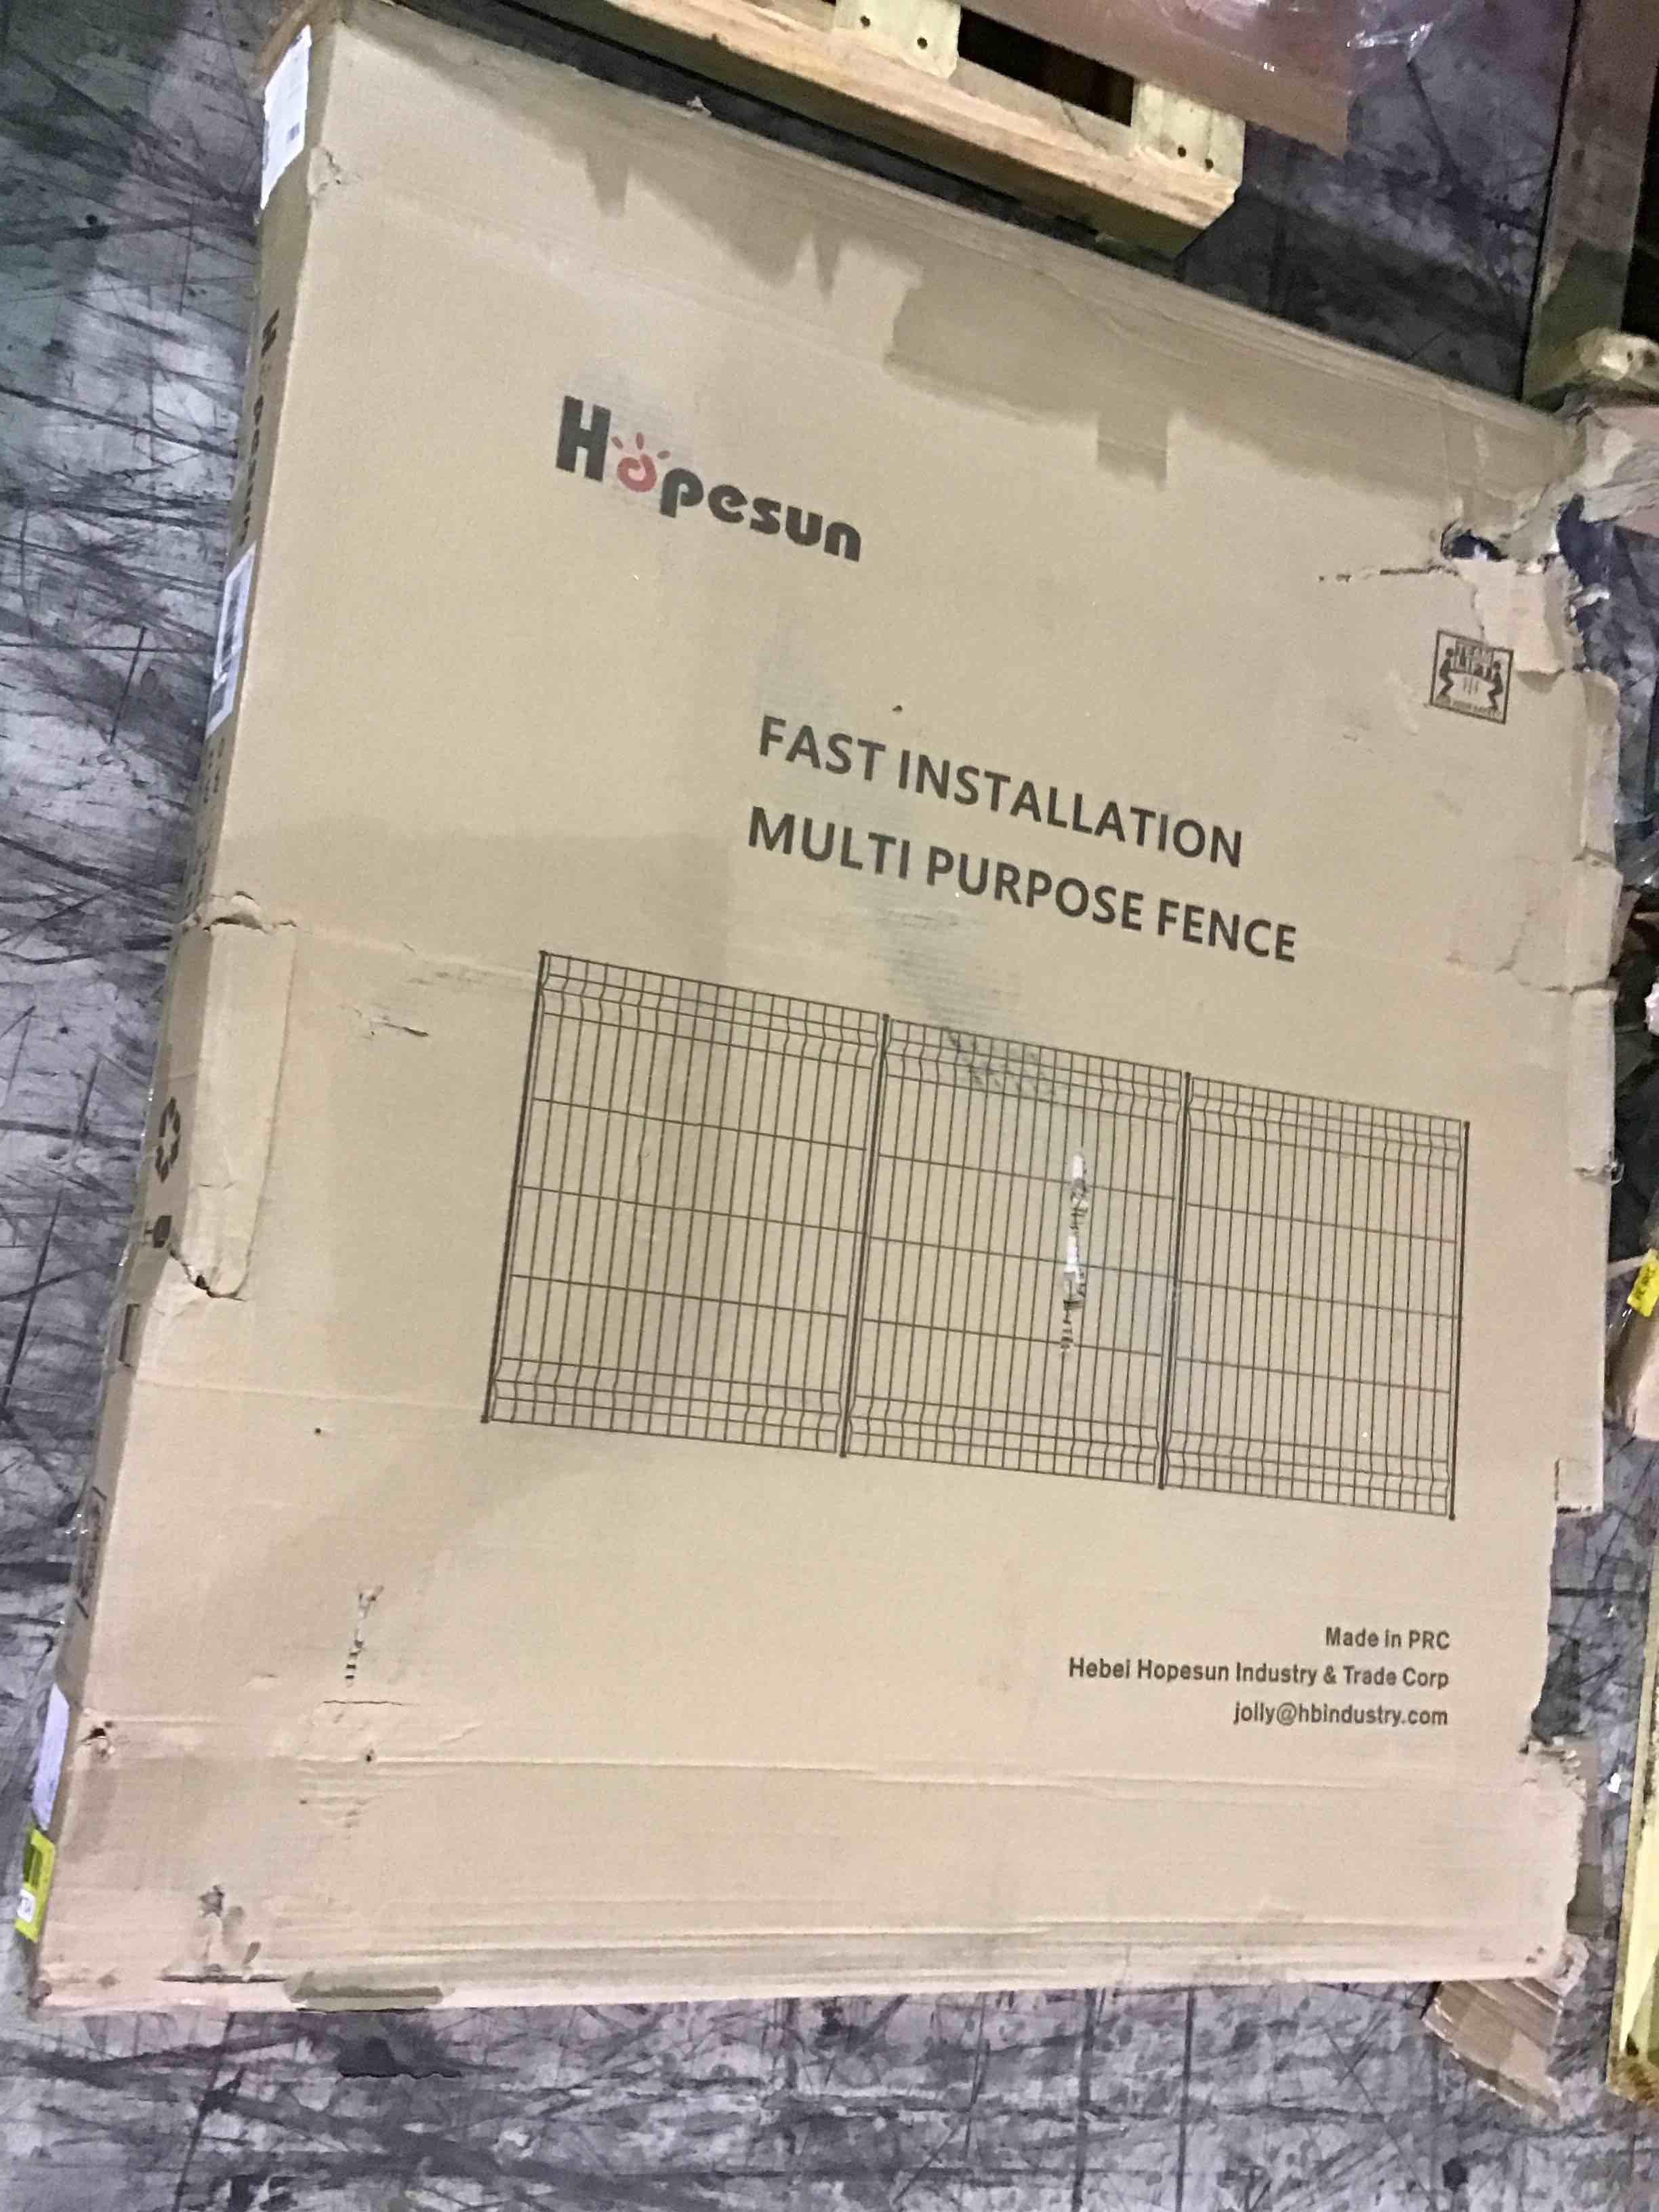 Hopesun
FAST INSTALLATION
MULTI PURPOSE FENCE
Made in PRC
Hebei Hopesun Industry & Trade Corp
jolly@hbindustry.com